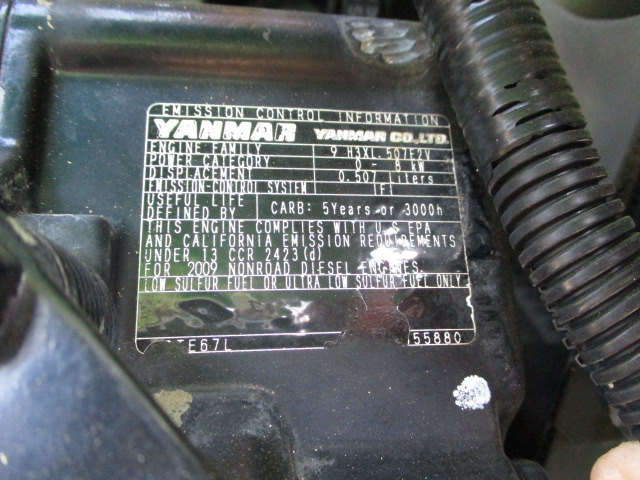 EMISSION CONTROL INFORMATION
YANMAR YANMAR CO.,LTD.
ENGINE FAMILY 9 H3XL.507E2V
POWER CATEGORY 0 - 8 KW
DISPLACEMENT 0.507 Liters
EMISSION-CONTROL SYSTEM [F]
USEFUL LIFE
DEFINED BY CARB: 5Years or 3000h
THIS ENGINE COMPLIES WITH U.S EPA
AND CALIFORNIA EMISSION REQUIREMENTS
UNDER 13 CCR 2423(d)
FOR 2009 NONROAD DIESEL ENGINES.
LOW SULFUR FUEL OR ULTRA LOW SULFUR FUEL ONLY
TE67L 55880